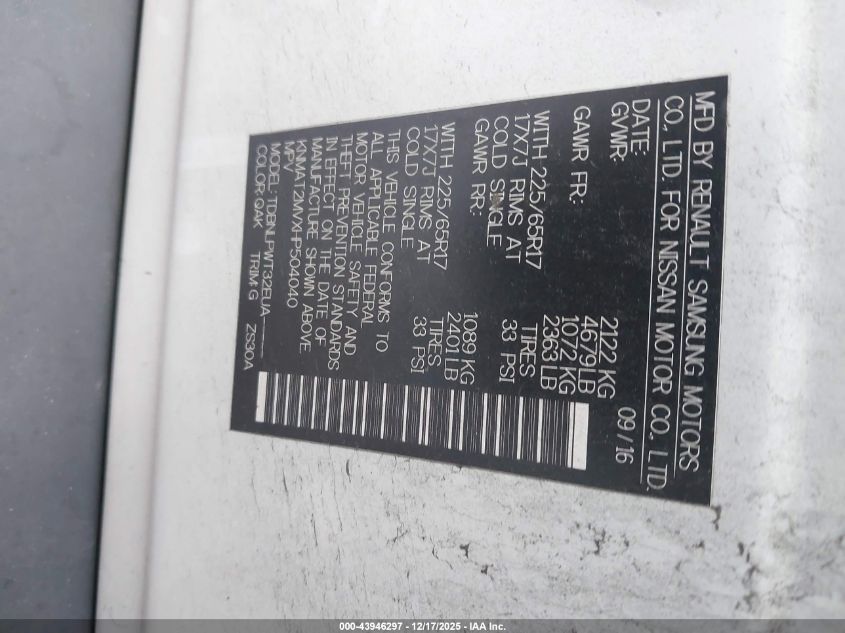 MFD BY RENAULT SAMSUNG MOTORS
CO., LTD. FOR NISSAN MOTOR CO., LTD.
DATE: 09/16
GVWR: 2122 KG
4679LB
GAWR FR: 1072 KG
2363 LB
WITH 225/65R17 TIRES
17X7J RIMS AT 33 PSI
COLD SINGLE
GAWR RR: 1089 KG
2401 LB
WITH 225/65R17 TIRES
17X7J RIMS AT 33 PSI
COLD SINGLE
THIS VEHICLE CONFORMS TO
ALL APPLICABLE FEDERAL
MOTOR VEHICLE SAFETY AND
THEFT PREVENTION STANDARDS
IN EFFECT ON THE DATE OF
MANUFACTURE SHOWN ABOVE.
KNMAT2MVXHP504040
MPV
MODEL: TDBNLPWT32EUA
COLOR:QAK TRIM:G ZS30A
000-43946297 - 12/17/2025 - IAA Inc.